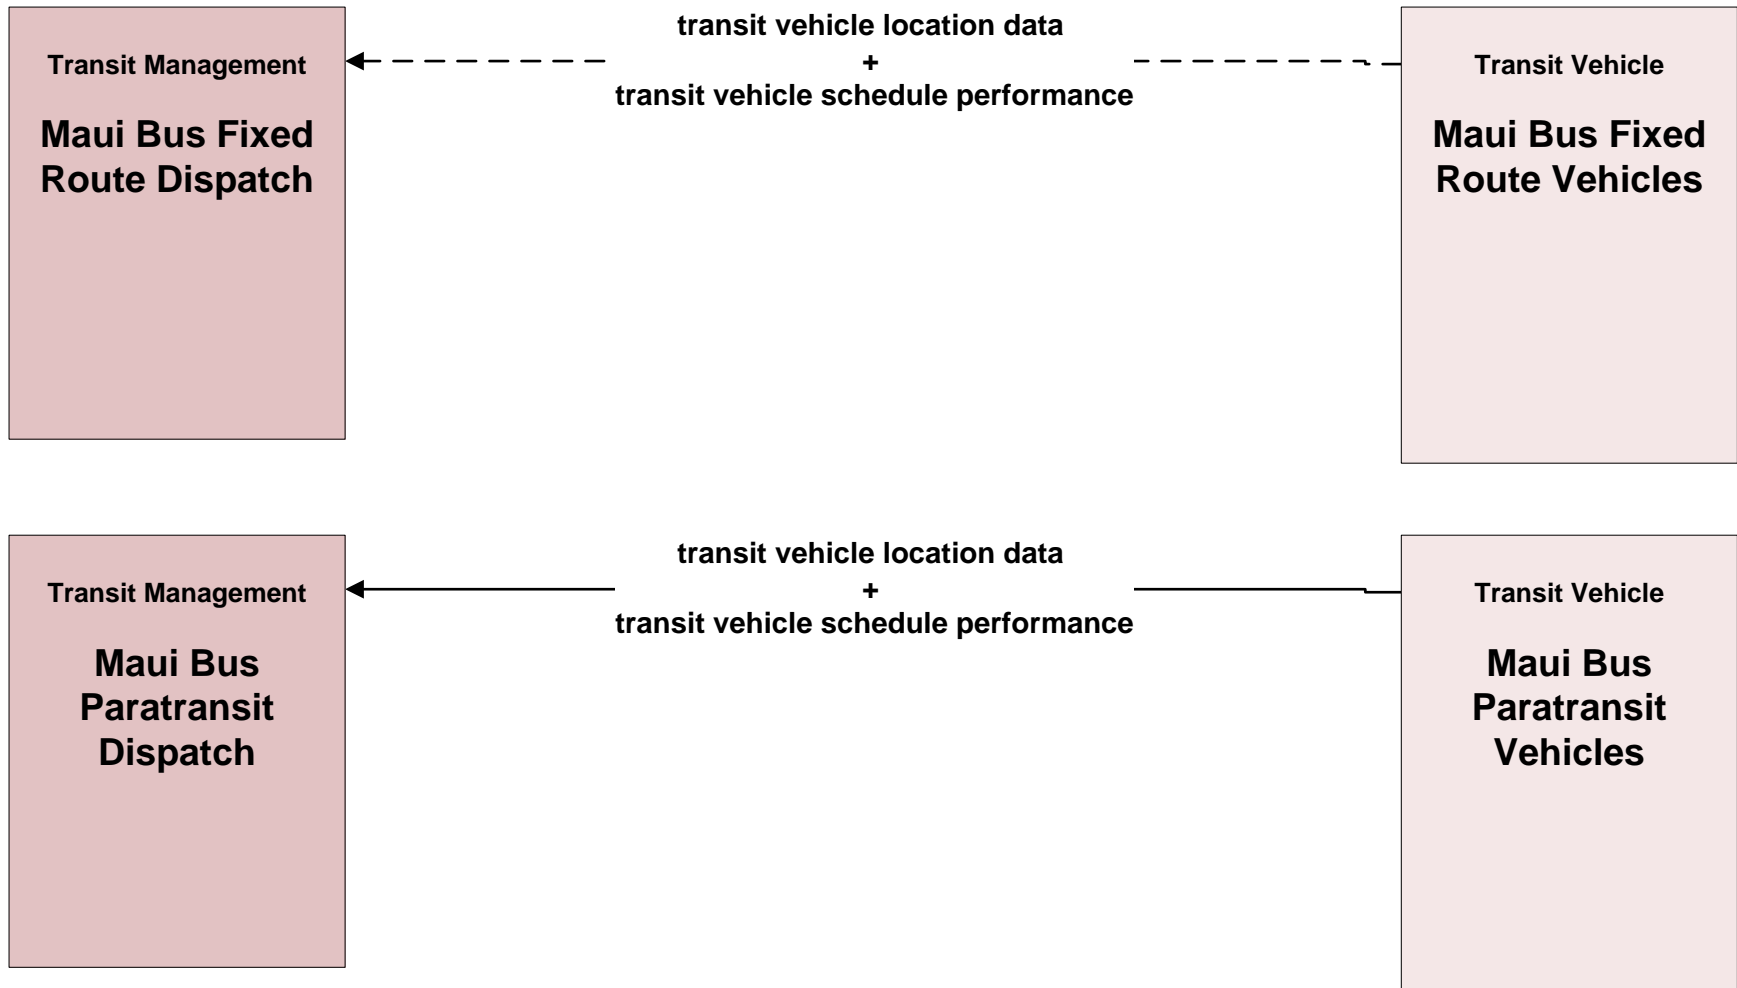 transit vehicle location data
+
transit vehicle schedule performance
Transit Management
Maui Bus Fixed
Route Dispatch
Transit Vehicle
Maui Bus Fixed
Route Vehicles
transit vehicle location data
+
transit vehicle schedule performance
Transit Management
Maui Bus
Paratransit
Dispatch
Transit Vehicle
Maui Bus
Paratransit
Vehicles